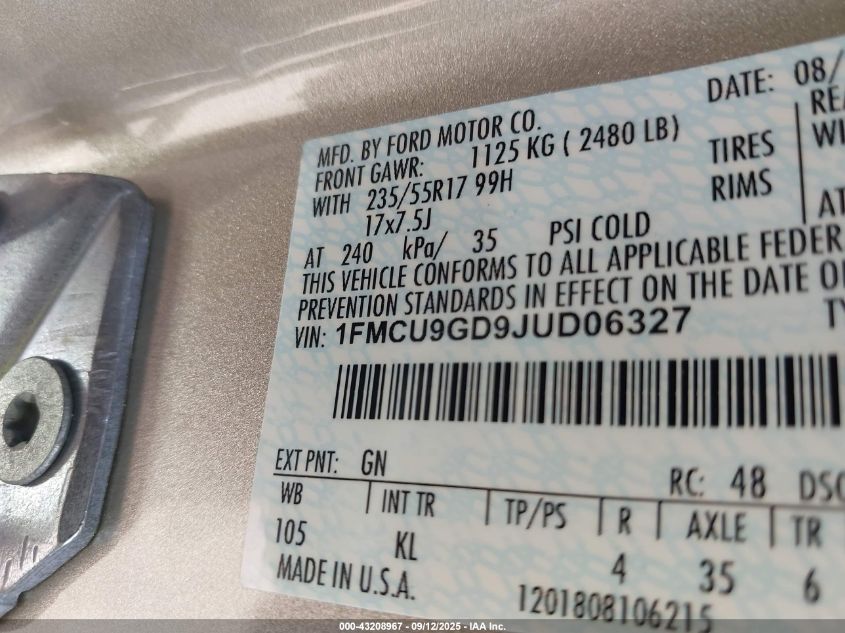 DATE: 08/
MFD. BY FORD MOTOR CO.
FRONT GAWR: 1125 KG ( 2480 LB)
WITH 235/55R17 99H TIRES
17x7.5J RIMS
AT 240 kPa/ 35 PSI COLD AT
THIS VEHICLE CONFORMS TO ALL APPLICABLE FEDER
PREVENTION STANDARDS IN EFFECT ON THE DATE
VIN: 1FMCU9GD9JUD06327
EXT PNT: GN RC: 48 DSO
WB INT TR TP/PS R AXLE TR
105 KL 4 35 6
MADE IN U.S.A. 1201808106215
000-43208967 - 09/12/2025 - IAA Inc.